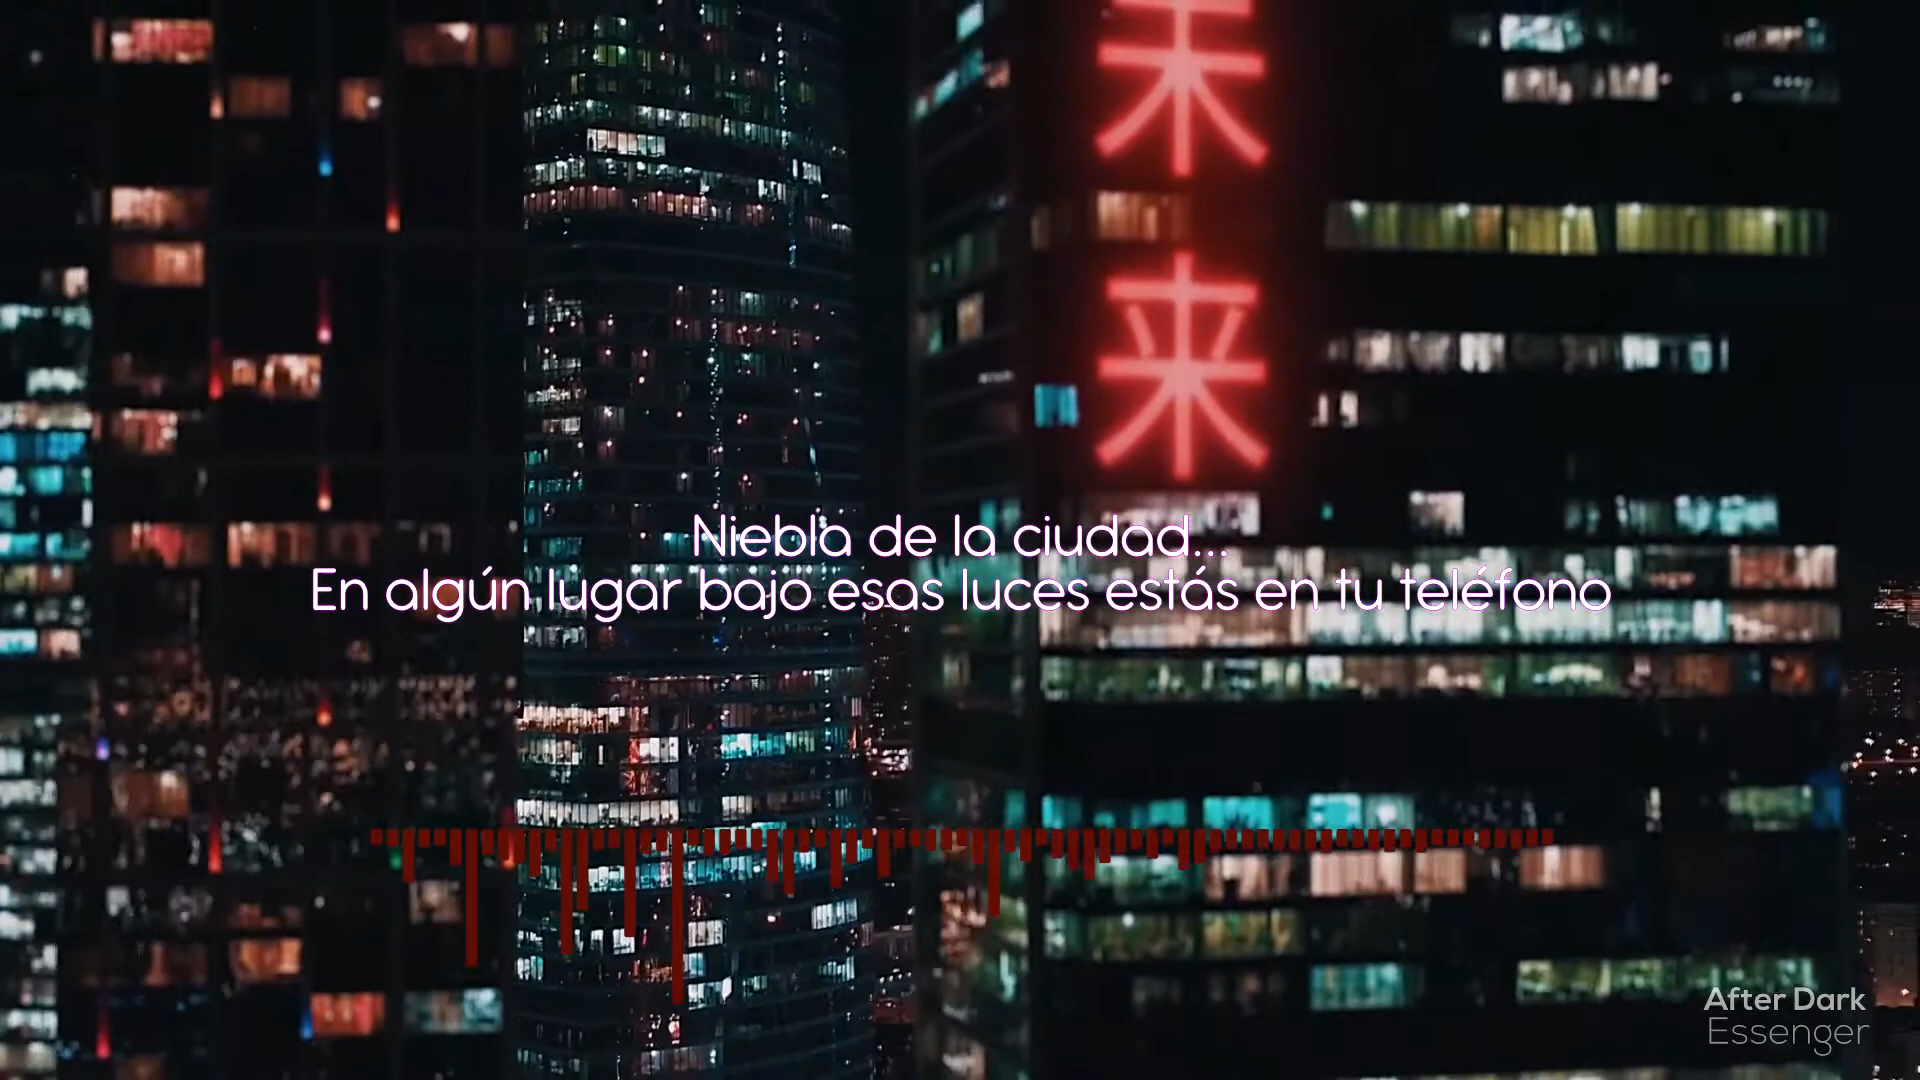 未
来
Niebla de la ciudad...
En algún lugar bajo esas luces estás en tu teléfono
After Dark
Essenger